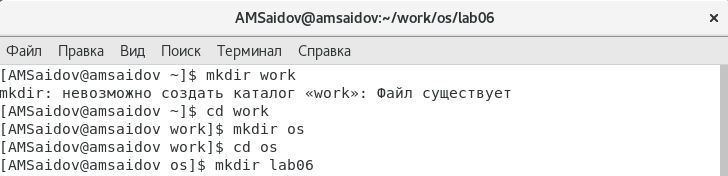 AMSaidov@amsaidov:~/work/os/lab06
Файл Правка Вид Поиск Терминал Справка
[AMSaidov@amsaidov ~]$ mkdir work
mkdir: невозможно создать каталог «work»: Файл существует
[AMSaidov@amsaidov ~]$ cd work
[AMSaidov@amsaidov work]$ mkdir os
[AMSaidov@amsaidov work]$ cd os
[AMSaidov@amsaidov os]$ mkdir lab06